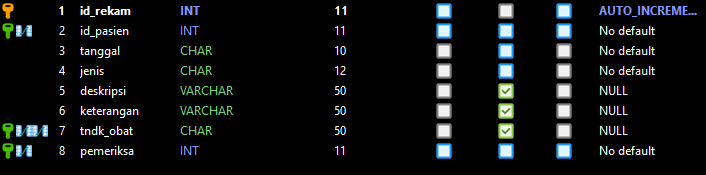 1 id_rekam INT 11 AUTO_INCREME...
2 id_pasien INT 11 No default
3 tanggal CHAR 10 No default
4 jenis CHAR 12 No default
5 deskripsi VARCHAR 50 NULL
6 keterangan VARCHAR 50 NULL
7 tndk_obat CHAR 50 NULL
8 pemeriksa INT 11 No default